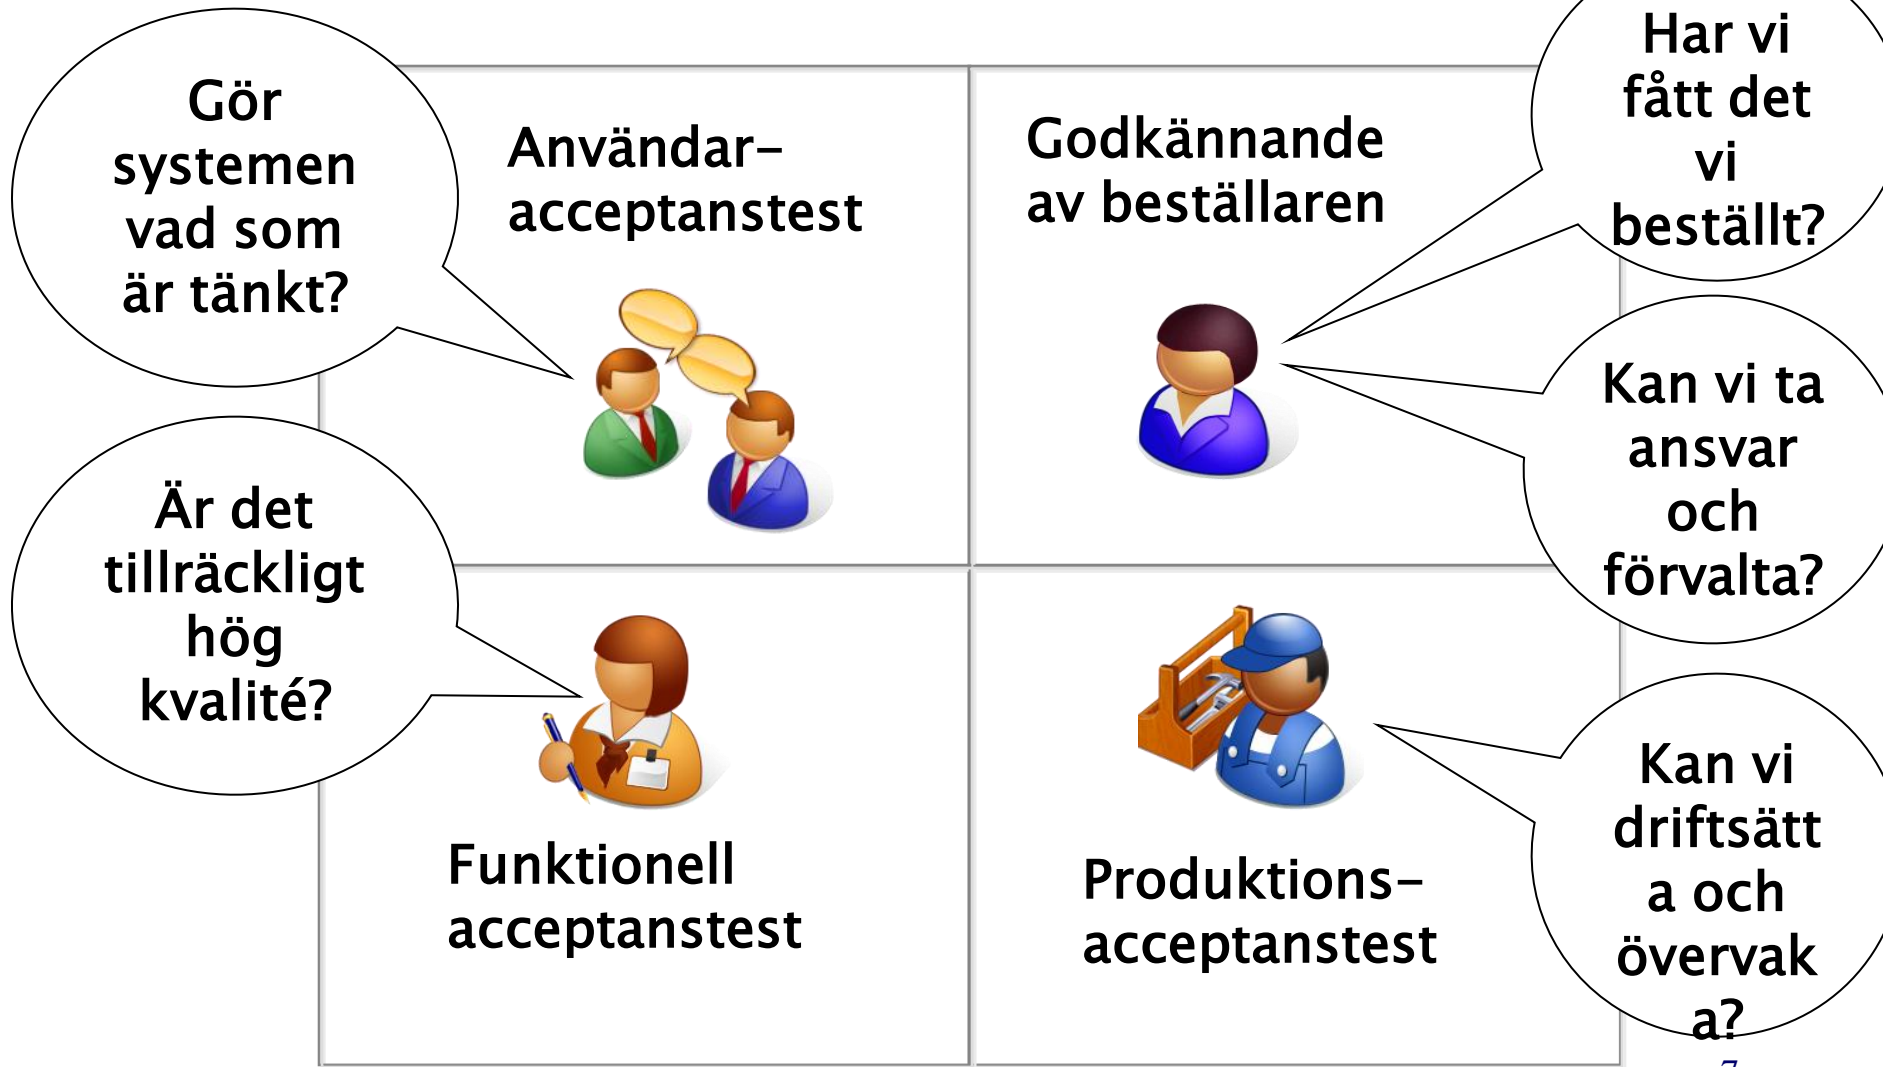 Gör
systemen
vad som
är tänkt?
Användar-
acceptanstest
Godkännande
av beställaren
Har vi
fått det
vi
beställt?
Kan vi ta
ansvar
och
förvalta?
Är det
tillräckligt
hög
kvalité?
Funktionell
acceptanstest
Produktions-
acceptanstest
Kan vi
driftsätt
a och
övervak
a?